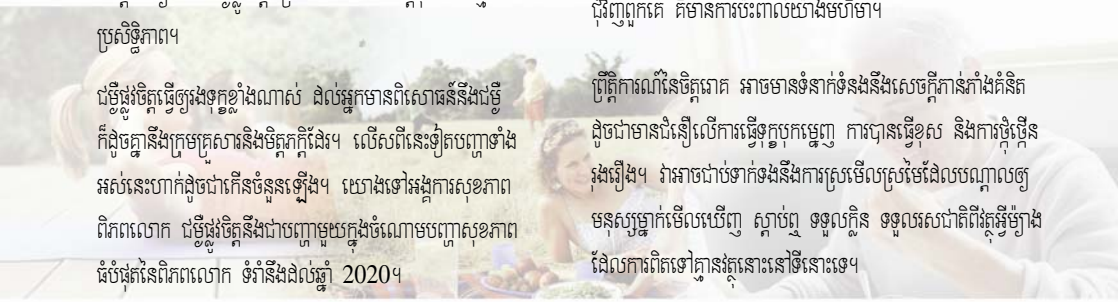 ប្រសិទ្ធិភាព។
ជម្ងឺផ្លូវចិត្តធ្វើឲ្យរងទុក្ខខ្លាំងណាស់ ដល់អ្នកមានពិសោធន៍នឹងជម្ងឺ
ក៏ដូចគ្នានឹងក្រុមគ្រួសារនិងមិត្តភក្តិដែរ។ លើសពីនេះទៀតបញ្ហាទាំង
អស់នេះហាក់ដូចជាកើនចំនួនឡើង។ យោងទៅអង្គការសុខភាព
ពិភពលោក ជម្ងឺផ្លូវចិត្តនឹងជាបញ្ហាមួយក្នុងចំណោមបញ្ហាសុខភាព
ធំបំផុតនៃពិភពលោក ទំរាំនឹងដល់ឆ្នាំ 2020។
ជុំវិញពួកគេ គឺមានការប៉ះពាល់យ៉ាងមហិមា។
ព្រឹត្តិការណ៍នៃចិត្តរោគ អាចមានទំនាក់ទំនងនឹងសេចក្តីភាន់ភាំងគំនិត
ដូចជាមានជំនឿលើការធ្វើទុក្ខបុកម្នេញ ការបានធ្វើខុស និងការថ្កុំថ្កើន
រុងរឿង។ វាអាចជាប់ទាក់ទងនឹងការស្រមើលស្រមៃដែលបណ្តាលឲ្យ
មនុស្សម្នាក់មើលឃើញ ស្តាប់ឮ ទទួលក្លិន ទទួលរសជាតិពីវត្ថុអ្វីម៉្យាង
ដែលការពិតទៅគ្មានវត្ថុនោះនៅទីនោះទេ។